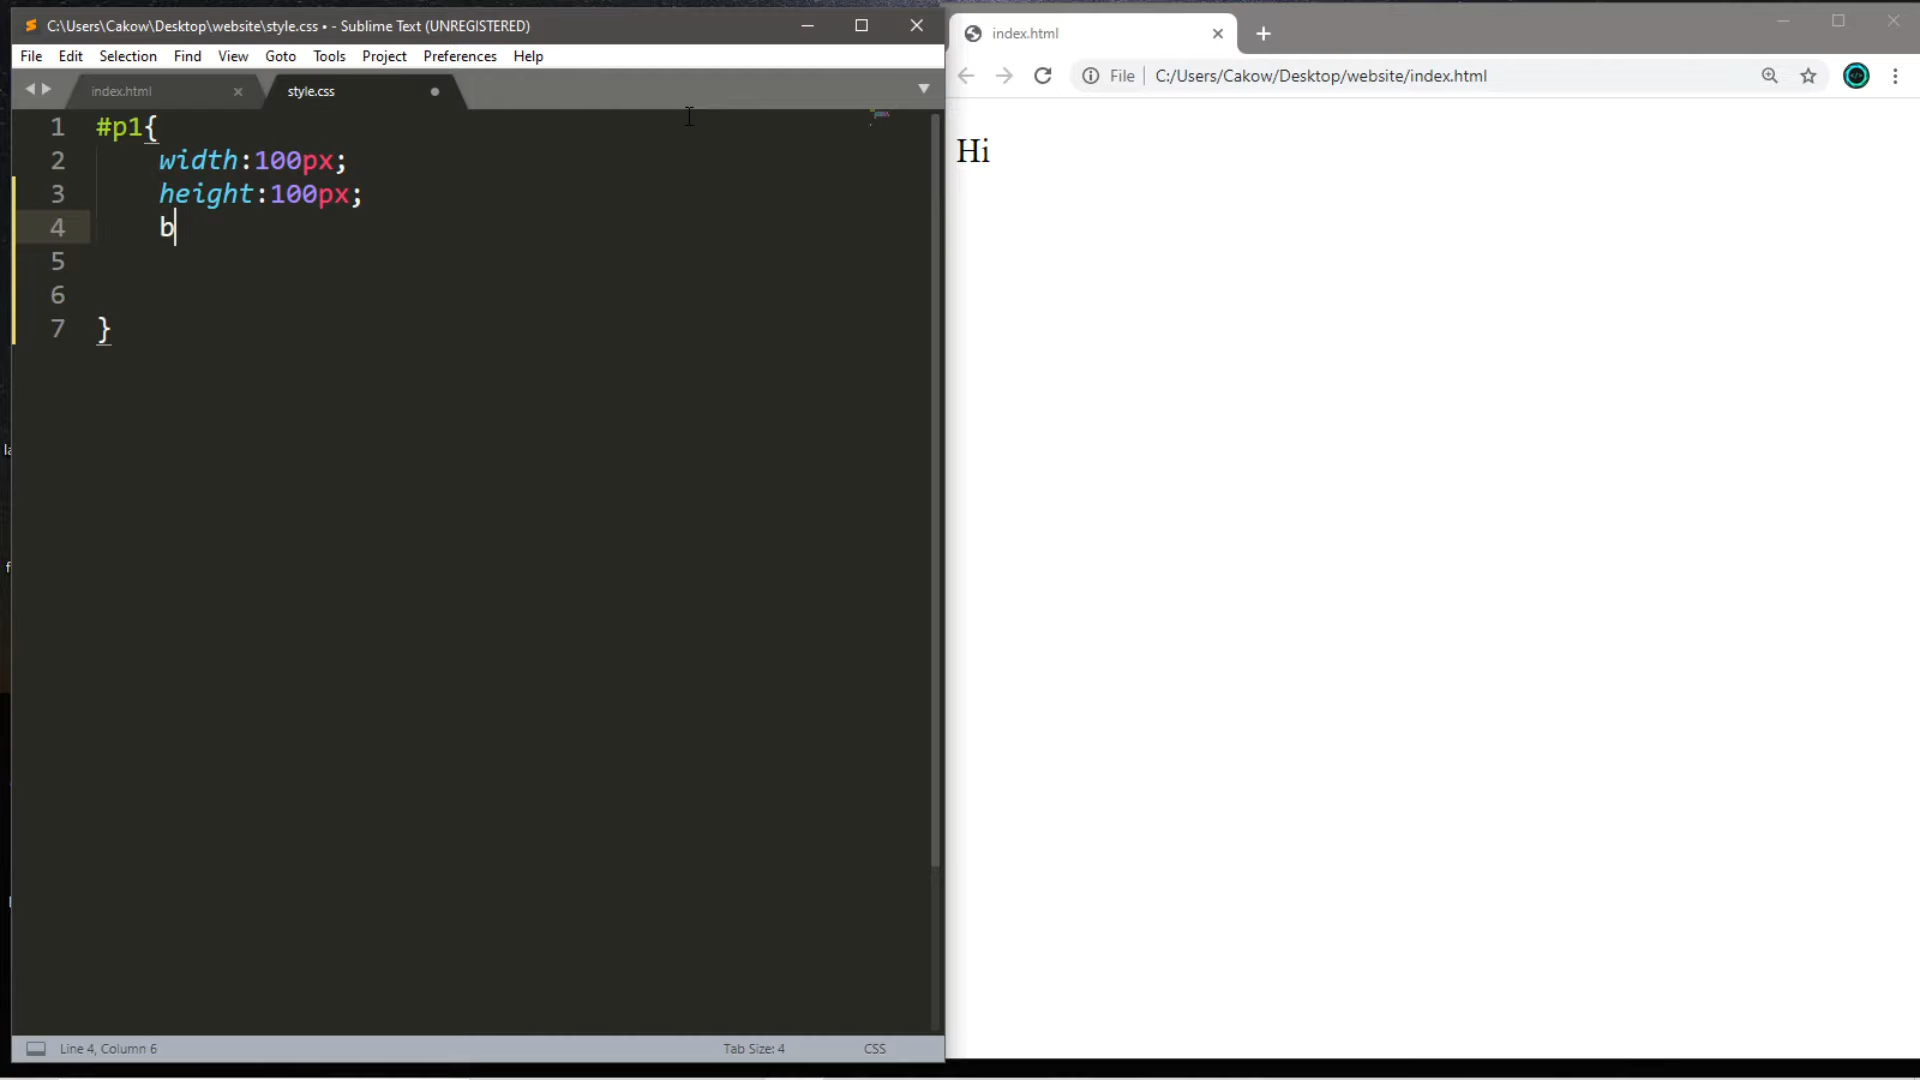 C:\Users\Cakow\Desktop\website\style.css • - Sublime Text (UNREGISTERED)
File Edit Selection Find View Goto Tools Project Preferences Help
index.html
style.css
1 #p1{
2 width:100px;
3 height:100px;
4 b
5
6
7 }
Line 4, Column 6
Tab Size: 4
CSS
index.html
File
C:/Users/Cakow/Desktop/website/index.html
Hi